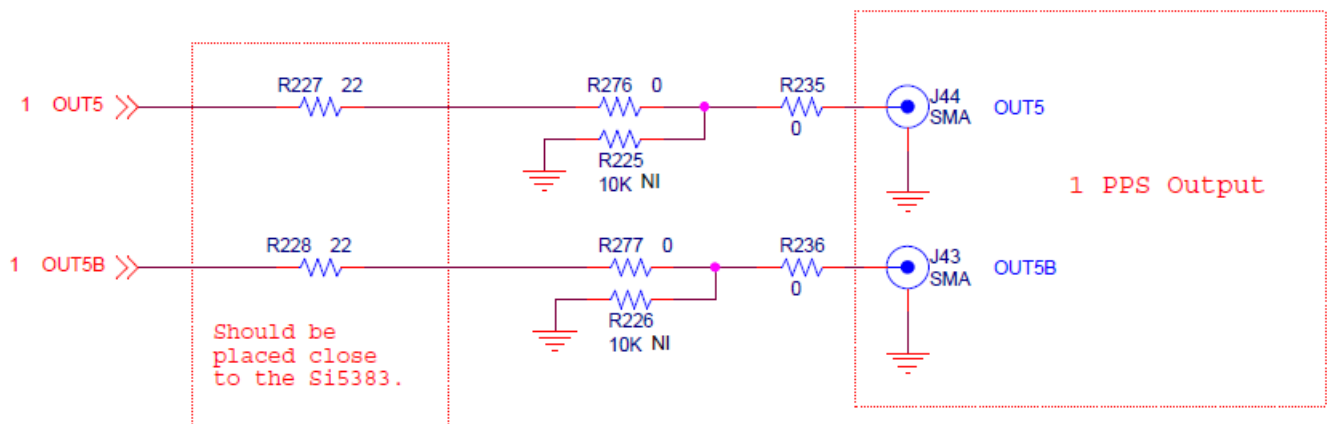 R227 22
R276 0
R235
1 OUT5
J44
SMA
OUT5
0
R225
10K NI
1 PPS Output
R228 22
R277 0
R236
1 OUT5B
J43
SMA
OUT5B
0
R226
10K NI
Should be
placed close
to the Si5383.